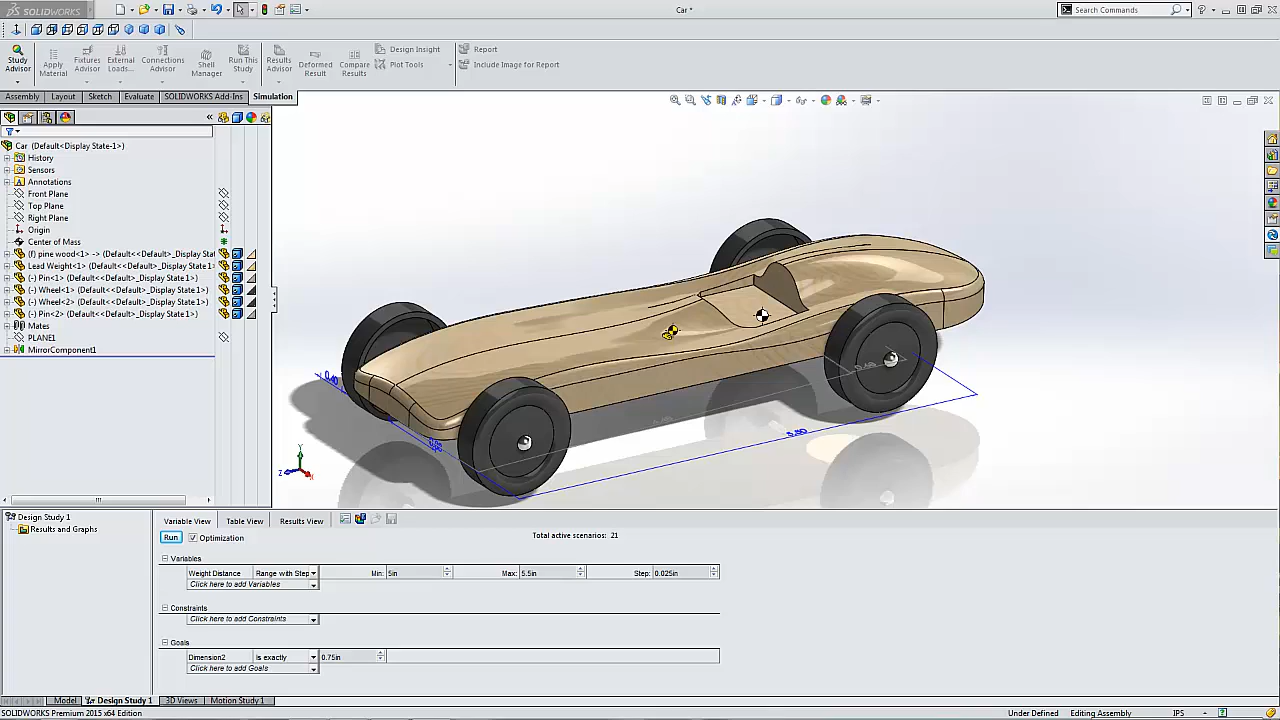 SOLIDWORKS
Car *
Search Commands
Study Advisor
Apply Material
Fixtures Advisor
External Loads...
Connections Advisor
Shell Manager
Run This Study
Results Advisor
Deformed Result
Compare Results
Design Insight
Plot Tools
Report
Include Image for Report
Assembly
Layout
Sketch
Evaluate
SOLIDWORKS Add-Ins
Simulation
Car (Default<Display State-1>)
History
Sensors
Annotations
Front Plane
Top Plane
Right Plane
Origin
Center of Mass
(f) pine wood<1> -> (Default<<Default>_Display Sta
Lead Weight<1> (Default<<Default>_Display State 1>
(-) Pin<1> (Default<<Default>_Display State 1>)
(-) Wheel<1> (Default<<Default>_Display State 1>)
(-) Wheel<2> (Default<<Default>_Display State 1>)
(-) Pin<2> (Default<<Default>_Display State 1>)
Mates
PLANE1
MirrorComponent1
Y
Z
X
Design Study 1
Results and Graphs
Variable View
Table View
Results View
Run
Optimization
Total active scenarios: 21
Variables
Weight Distance
Range with Step
Min: 5in
Max: 5.5in
Step: 0.025in
Click here to add Variables
Constraints
Click here to add Constraints
Goals
Dimension2
Is exactly
0.75in
Click here to add Goals
Model
Design Study 1
3D Views
Motion Study 1
SOLIDWORKS Premium 2015 x64 Edition
Under Defined
Editing Assembly
IPS